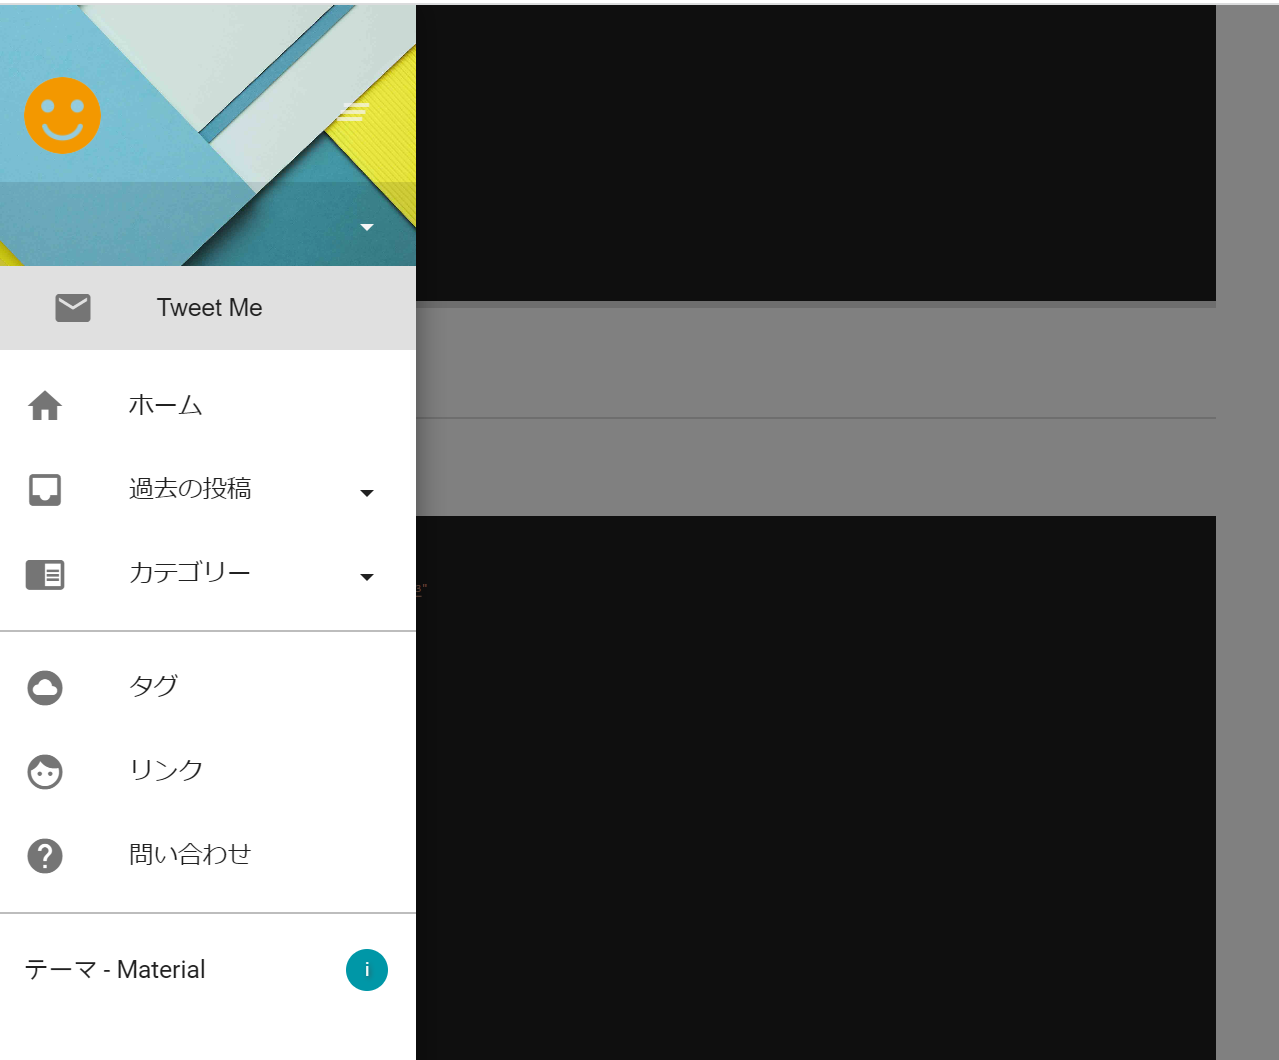 Tweet Me
ホーム
過去の投稿
カテゴリー
タグ
リンク
問い合わせ
テーマ - Material
i